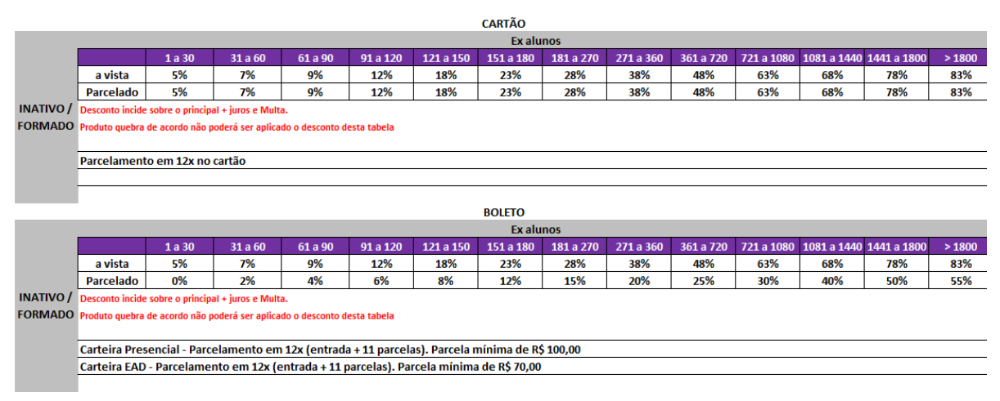 CARTÃO
Ex alunos
1 a 30 31 a 60 61 a 90 91 a 120 121 a 150 151 a 180 181 a 270 271 a 360 361 a 720 721 a 1080 1081 a 1440 1441 a 1800 > 1800
a vista 5% 7% 9% 12% 18% 23% 28% 38% 48% 63% 68% 78% 83%
Parcelado 5% 7% 9% 12% 18% 23% 28% 38% 48% 63% 68% 78% 83%
INATIVO / Desconto incide sobre o principal + juros e Multa.
FORMADO Produto quebra de acordo não poderá ser aplicado o desconto desta tabela
Parcelamento em 12x no cartão
BOLETO
Ex alunos
1 a 30 31 a 60 61 a 90 91 a 120 121 a 150 151 a 180 181 a 270 271 a 360 361 a 720 721 a 1080 1081 a 1440 1441 a 1800 > 1800
a vista 5% 7% 9% 12% 18% 23% 28% 38% 48% 63% 68% 78% 83%
Parcelado 0% 2% 4% 6% 8% 12% 15% 20% 25% 30% 40% 50% 55%
INATIVO / Desconto incide sobre o principal + juros e Multa.
FORMADO Produto quebra de acordo não poderá ser aplicado o desconto desta tabela
Carteira Presencial - Parcelamento em 12x (entrada + 11 parcelas). Parcela mínima de R$ 100,00
Carteira EAD - Parcelamento em 12x (entrada + 11 parcelas). Parcela mínima de R$ 70,00